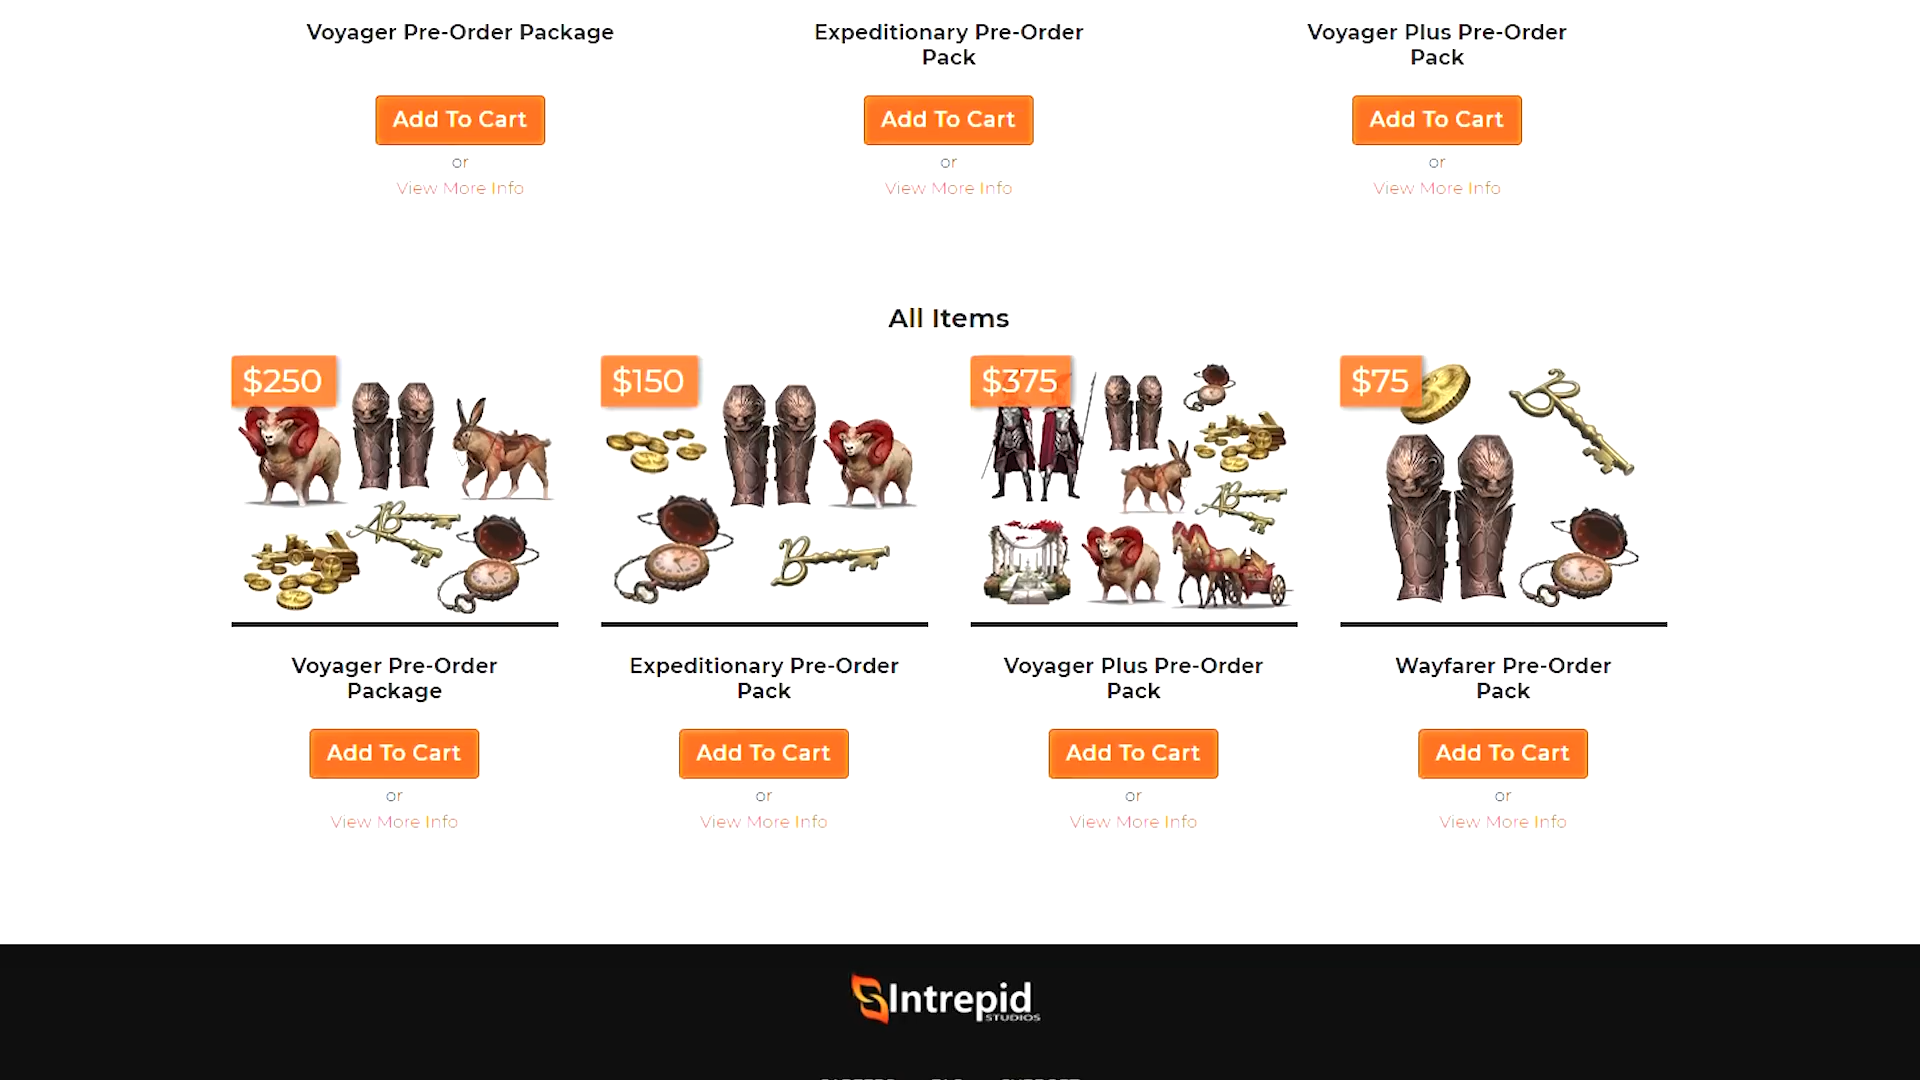 Voyager Pre-Order Package
Expeditionary Pre-Order
Pack
Voyager Plus Pre-Order
Pack
Add To Cart
Add To Cart
Add To Cart
or
or
or
View More Info
View More Info
View More Info
All Items
$250
$150
$375
$75
Voyager Pre-Order
Package
Expeditionary Pre-Order
Pack
Voyager Plus Pre-Order
Pack
Wayfarer Pre-Order
Pack
Add To Cart
Add To Cart
Add To Cart
Add To Cart
or
or
or
or
View More Info
View More Info
View More Info
View More Info
Intrepid
STUDIOS